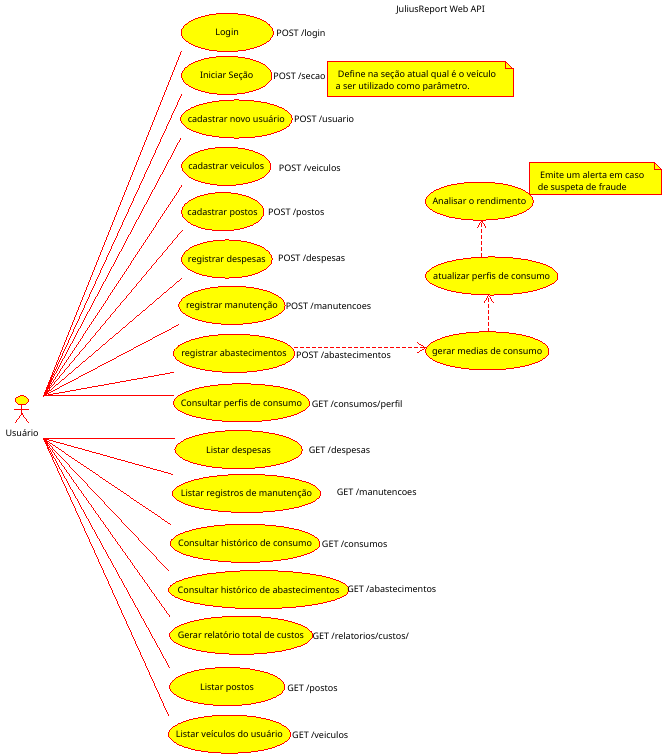 JuliusReport Web API
Login
POST /login
Iniciar Seção
POST /secao
Define na seção atual qual é o veículo
a ser utilizado como parâmetro.
cadastrar novo usuário
POST /usuario
cadastrar veiculos
POST /veiculos
Emite um alerta em caso
de suspeta de fraude
cadastrar postos
POST /postos
Analisar o rendimento
registrar despesas
POST /despesas
atualizar perfis de consumo
registrar manutenção
POST /manutencoes
registrar abastecimentos
POST /abastecimentos
gerar medias de consumo
Consultar perfis de consumo
GET /consumos/perfil
Usuário
Listar despesas
GET /despesas
Listar registros de manutenção
GET /manutencoes
Consultar histórico de consumo
GET /consumos
Consultar histórico de abastecimentos
GET /abastecimentos
Gerar relatório total de custos
GET /relatorios/custos/
Listar postos
GET /postos
Listar veículos do usuário
GET /veiculos